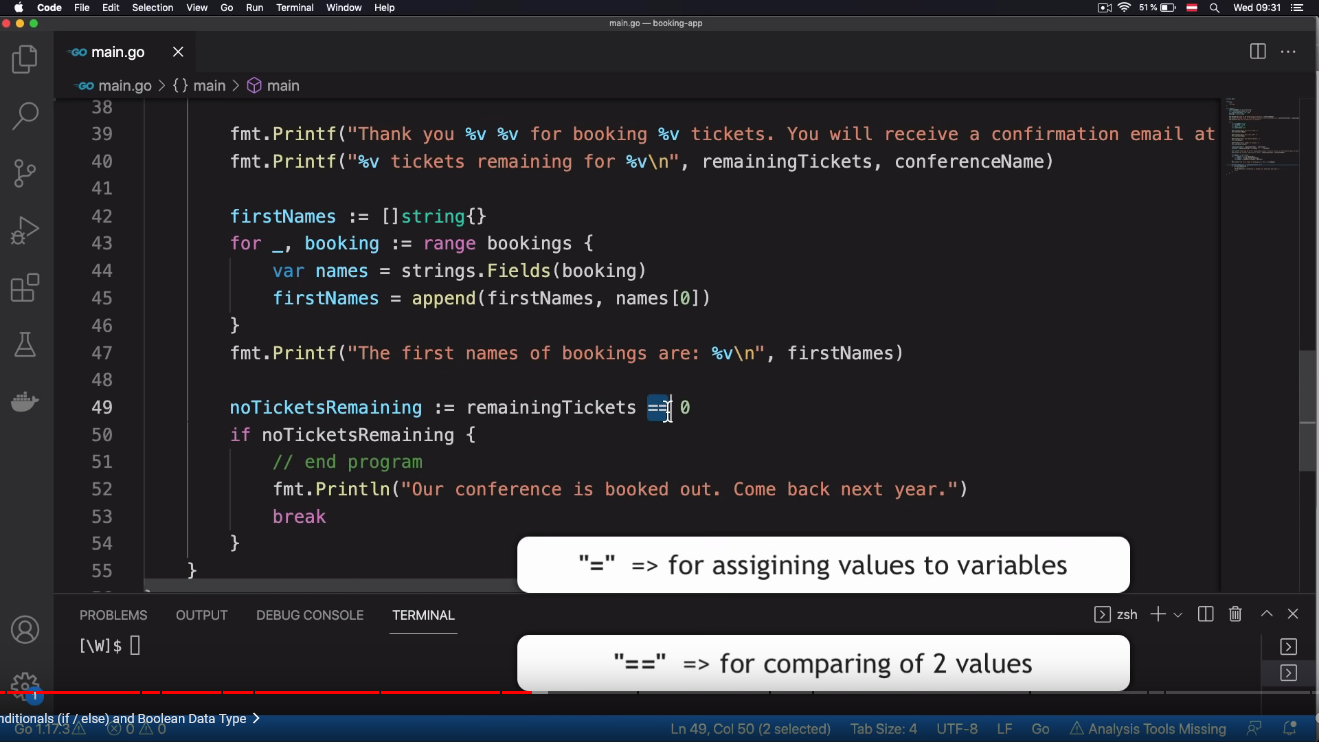 Code File Edit Selection View Go Run Terminal Window Help 51% Wed 09:31
main.go — booking-app
GO main.go
GO main.go > {} main > main
38
39 fmt.Printf("Thank you %v %v for booking %v tickets. You will receive a confirmation email at
40 fmt.Printf("%v tickets remaining for %v\n", remainingTickets, conferenceName)
41
42 firstNames := []string{}
43 for _, booking := range bookings {
44 var names = strings.Fields(booking)
45 firstNames = append(firstNames, names[0])
46 }
47 fmt.Printf("The first names of bookings are: %v\n", firstNames)
48
49 noTicketsRemaining := remainingTickets == 0
50 if noTicketsRemaining {
51 // end program
52 fmt.Println("Our conference is booked out. Come back next year.")
53 break
54 }
55 }
"=" => for assigining values to variables
PROBLEMS OUTPUT DEBUG CONSOLE TERMINAL zsh
[\W]$
"==" => for comparing of 2 values
1
nditionals (if / else) and Boolean Data Type >
Go 1.17.3 0 0 Ln 49, Col 50 (2 selected) Tab Size: 4 UTF-8 LF Go Analysis Tools Missing